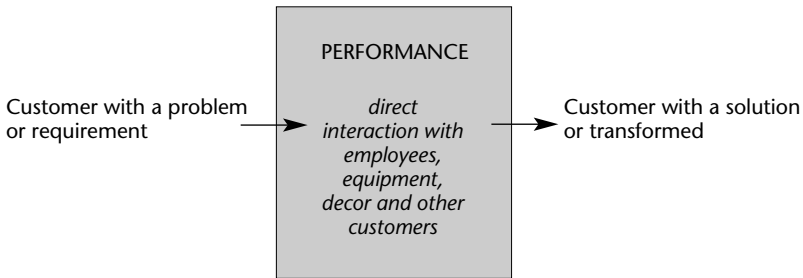 PERFORMANCE
Customer with a problem
or requirement
direct
interaction with
employees,
equipment,
decor and other
customers
Customer with a solution
or transformed